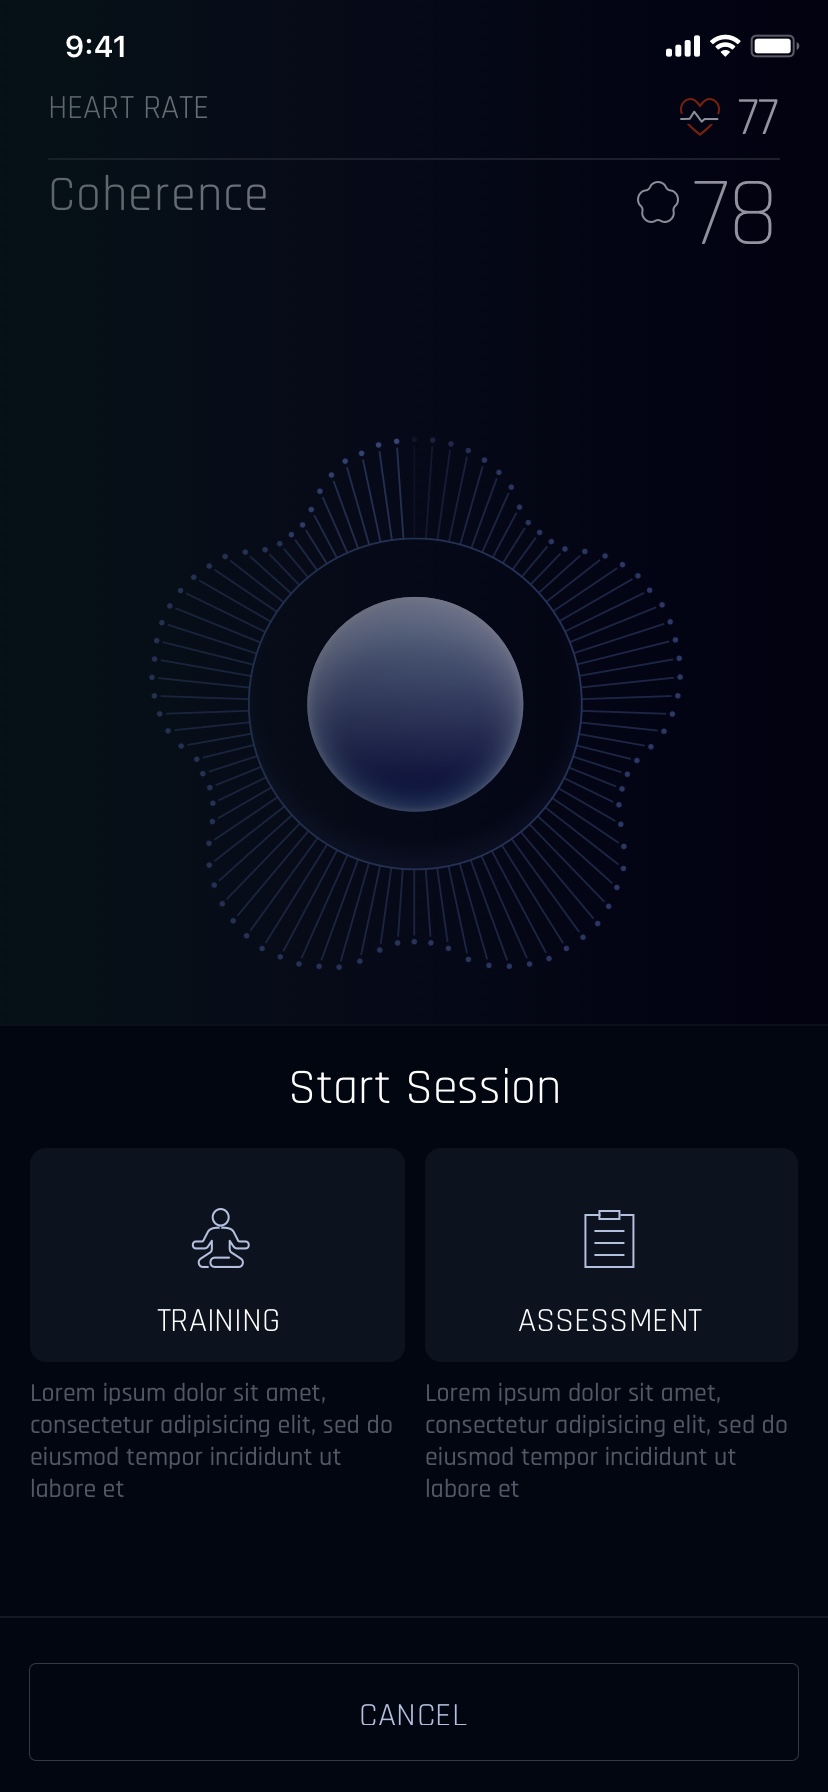 9:41
HEART RATE
77
Coherence
78
Start Session
TRAINING
ASSESSMENT
Lorem ipsum dolor sit amet,
consectetur adipisicing elit, sed do
eiusmod tempor incididunt ut
labore et
Lorem ipsum dolor sit amet,
consectetur adipisicing elit, sed do
eiusmod tempor incididunt ut
labore et
CANCEL